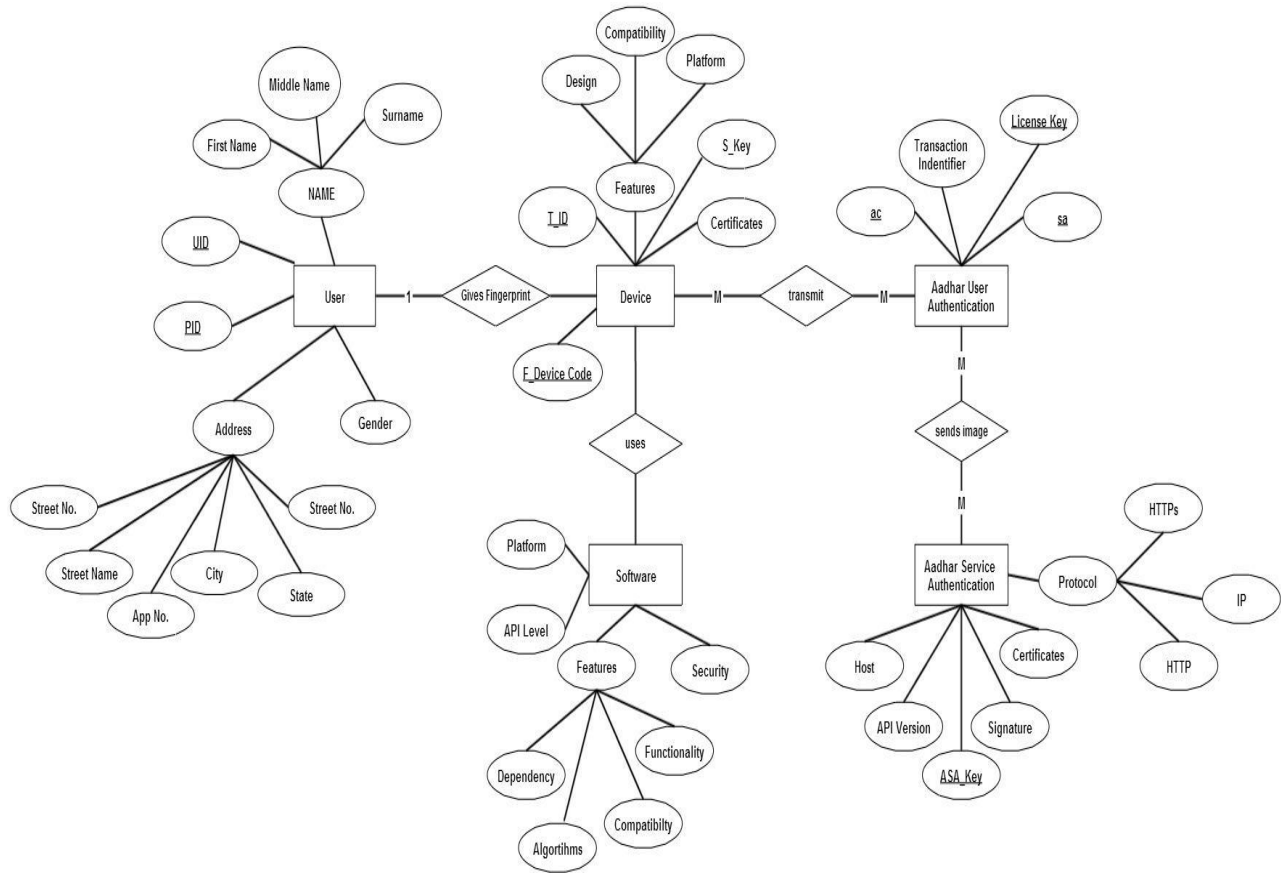 Compatibility
Middle Name
Design
Platform
Surname
License Key
First Name
Transaction
Indentifier
S_Key
NAME
Features
T_ID
Certificates
ac
sa
UID
User
1
Gives Fingerprint
Device
M
transmit
M
Aadhar User
Authentication
PID
F_Device Code
M
Address
Gender
uses
sends image
Street No.
Street No.
M
HTTPs
Platform
Street Name
City
Software
Aadhar Service
Authentication
Protocol
State
IP
App No.
API Level
Features
Security
Host
Certificates
HTTP
API Version
Signature
Functionality
Dependency
ASA_Key
Compatibilty
Algortihms